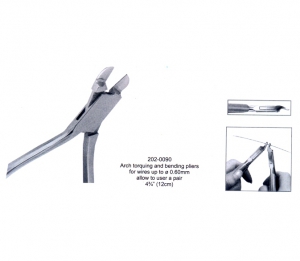 202-0090
Arch torquing and bending pliers
for wires up to ø 0.60mm
allow to user a pair
4¾" (12cm)